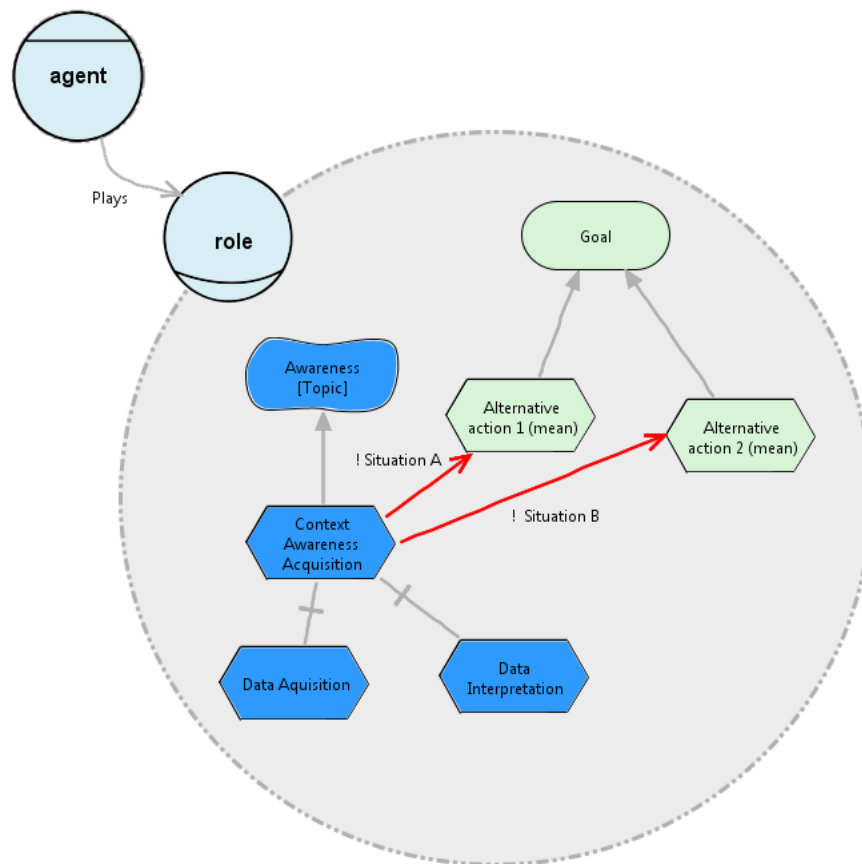 agent
Plays
role
Goal
Awareness
[Topic]
Alternative
action 1 (mean)
Alternative
action 2 (mean)
! Situation A
! Situation B
Context
Awareness
Acquisition
Data Aquisition
Data
Interpretation